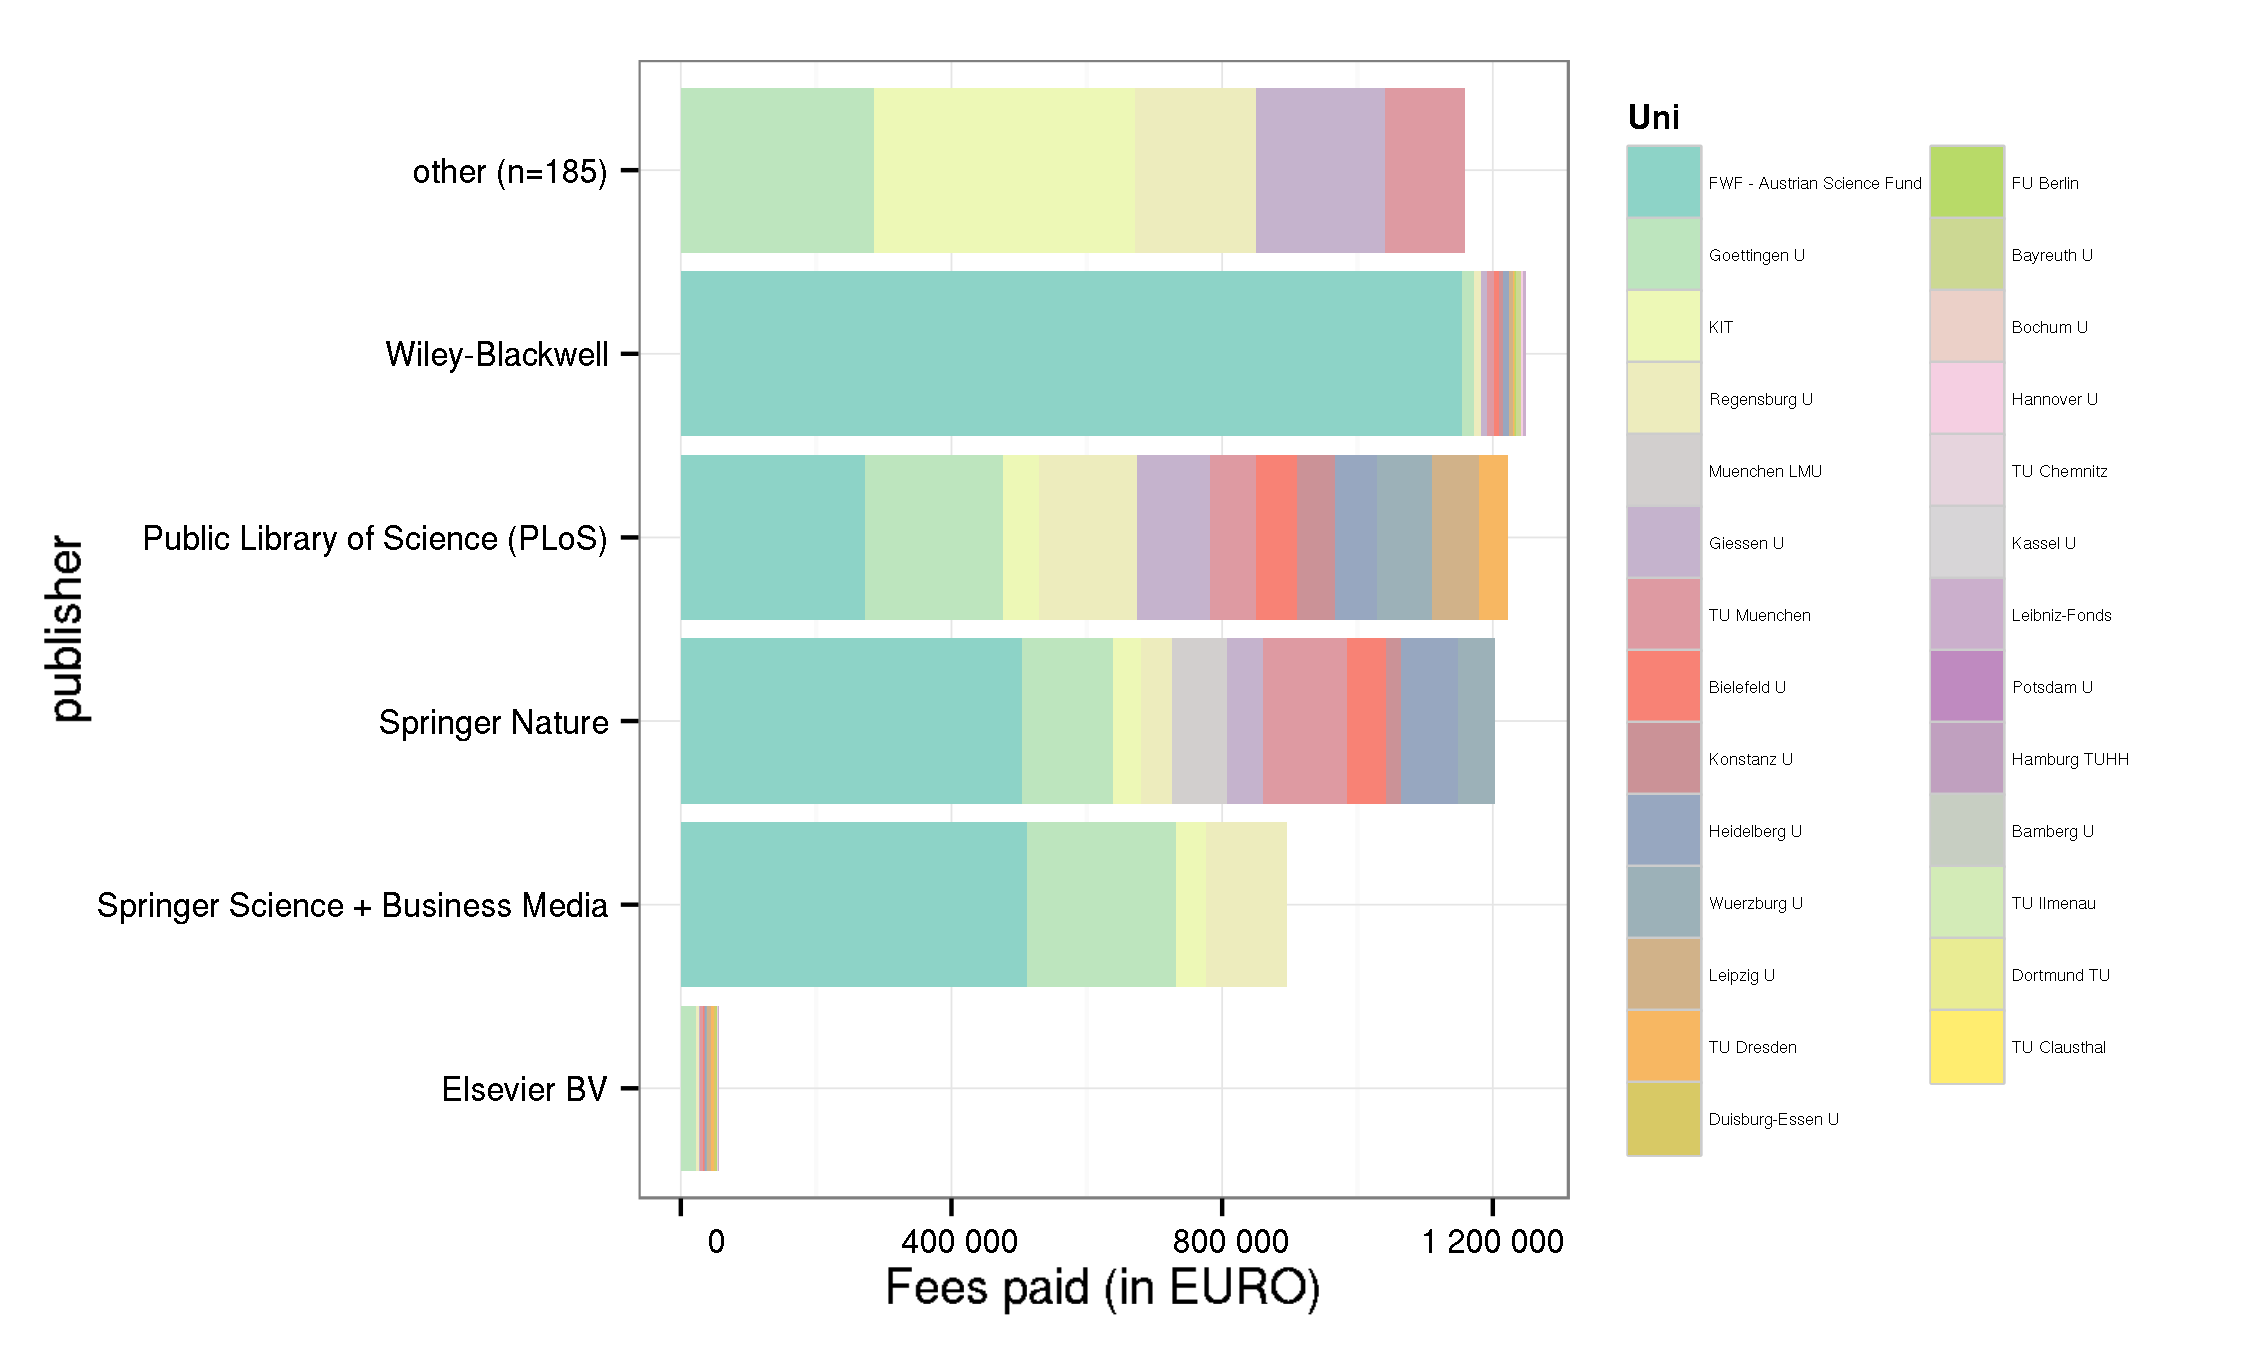 other (n=185)
Wiley-Blackwell
Public Library of Science (PLoS)
Springer Nature
Springer Science + Business Media
Elsevier BV
publisher
0
400 000
800 000
1 200 000
Fees paid (in EURO)
Uni
FWF - Austrian Science Fund
Goettingen U
KIT
Regensburg U
Muenchen LMU
Giessen U
TU Muenchen
Bielefeld U
Konstanz U
Heidelberg U
Wuerzburg U
Leipzig U
TU Dresden
Duisburg-Essen U
FU Berlin
Bayreuth U
Bochum U
Hannover U
TU Chemnitz
Kassel U
Leibniz-Fonds
Potsdam U
Hamburg TUHH
Bamberg U
TU Ilmenau
Dortmund TU
TU Clausthal